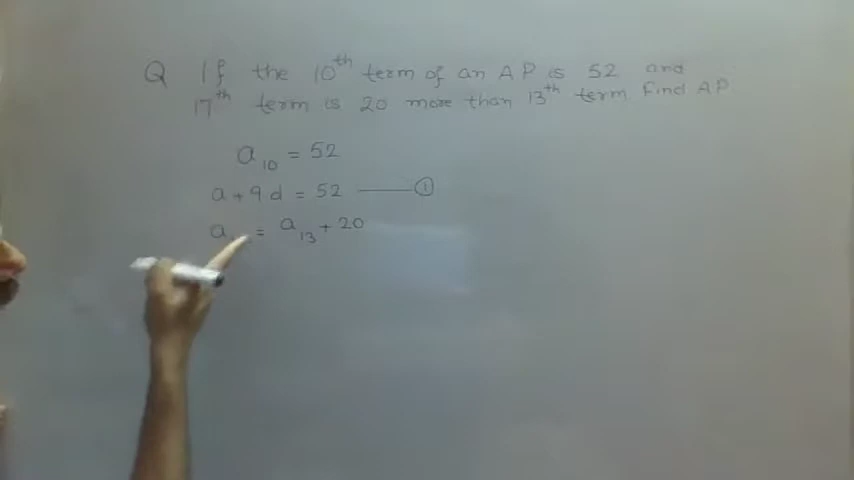 Q If the 10th term of an AP is 52 and
17th term is 20 more than 13th term Find AP
a10 = 52
a + 9d = 52 ——— ①
a = a13 + 20